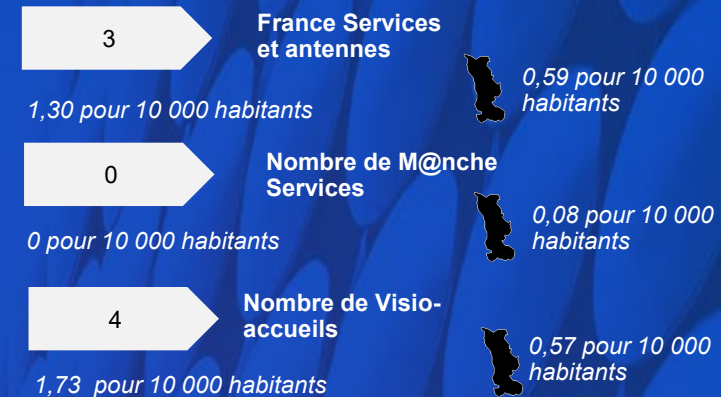 3
France Services
et antennes
1,30 pour 10 000 habitants
0,59 pour 10 000
habitants
0
Nombre de M@nche
Services
0 pour 10 000 habitants
0,08 pour 10 000
habitants
4
Nombre de Visio-
accueils
1,73 pour 10 000 habitants
0,57 pour 10 000
habitants